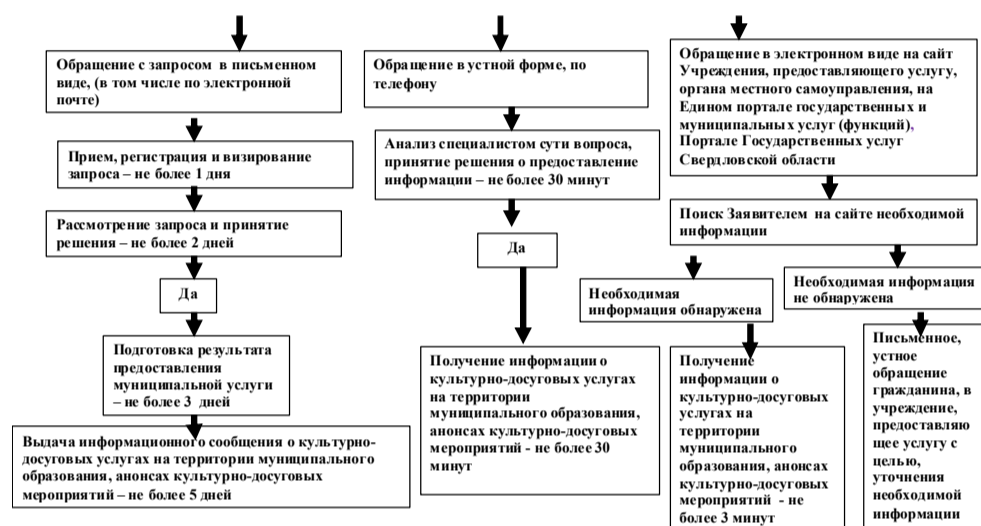 Обращение с запросом в письменном
виде, (в том числе по электронной
почте)
Прием, регистрация и визирование
запроса – не более 1 дня
Рассмотрение запроса и принятие
решения – не более 2 дней
Да
Подготовка результата
предоставления
муниципальной услуги
– не более 3 дней
Выдача информационного сообщения о культурно-
досуговых услугах на территории муниципального
образования, анонсах культурно-досуговых
мероприятий – не более 5 дней
Обращение в устной форме, по
телефону
Анализ специалистом сути вопроса,
принятие решения о предоставление
информации – не более 30 минут
Да
Получение информации о
культурно-досуговых услугах
на территории
муниципального образования,
анонсах культурно-досуговых
мероприятий - не более 30
минут
Обращение в электронном виде на сайт
Учреждения, предоставляющего услугу,
органа местного самоуправления, на
Едином портале государственных и
муниципальных услуг (функций),
Портале Государственных услуг
Свердловской области
Поиск Заявителем на сайте необходимой
информации
Необходимая
информация обнаружена
Необходимая информация
не обнаружена
Получение
информации о
культурно-досуговых
услугах на
территории
муниципального
образования, анонсах
культурно-досуговых
мероприятий - не
более 3 минут
Письменное,
устное
обращение
гражданина, в
учреждение,
предоставляю
щее услугу с
целью,
уточнения
необходимой
информации